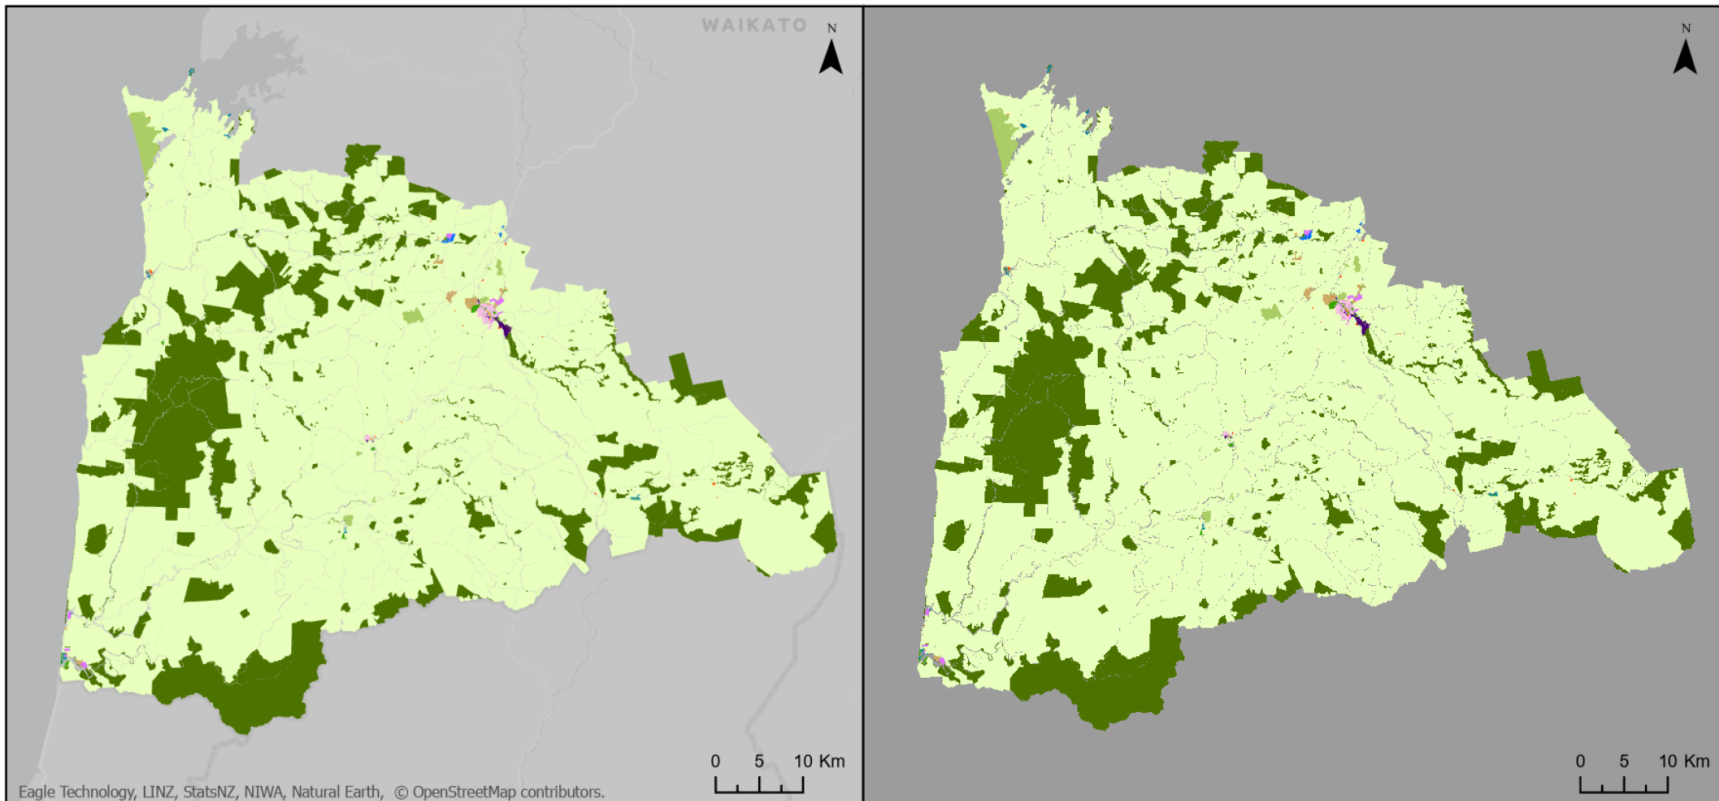 WAIKATO
N
N
0 5 10 Km
0 5 10 Km
Eagle Technology, LINZ, StatsNZ, NIWA, Natural Earth, © OpenStreetMap contributors.